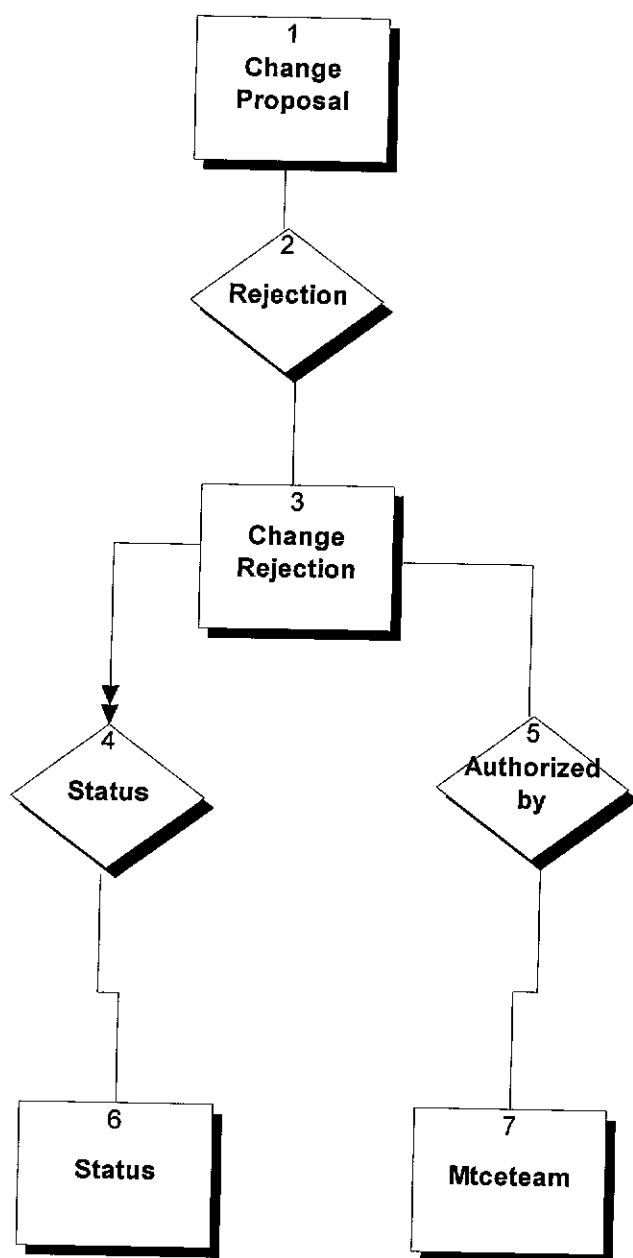 1
Change
Proposal
2
Rejection
3
Change
Rejection
4
Status
5
Authorized
by
6
Status
7
Mtceteam